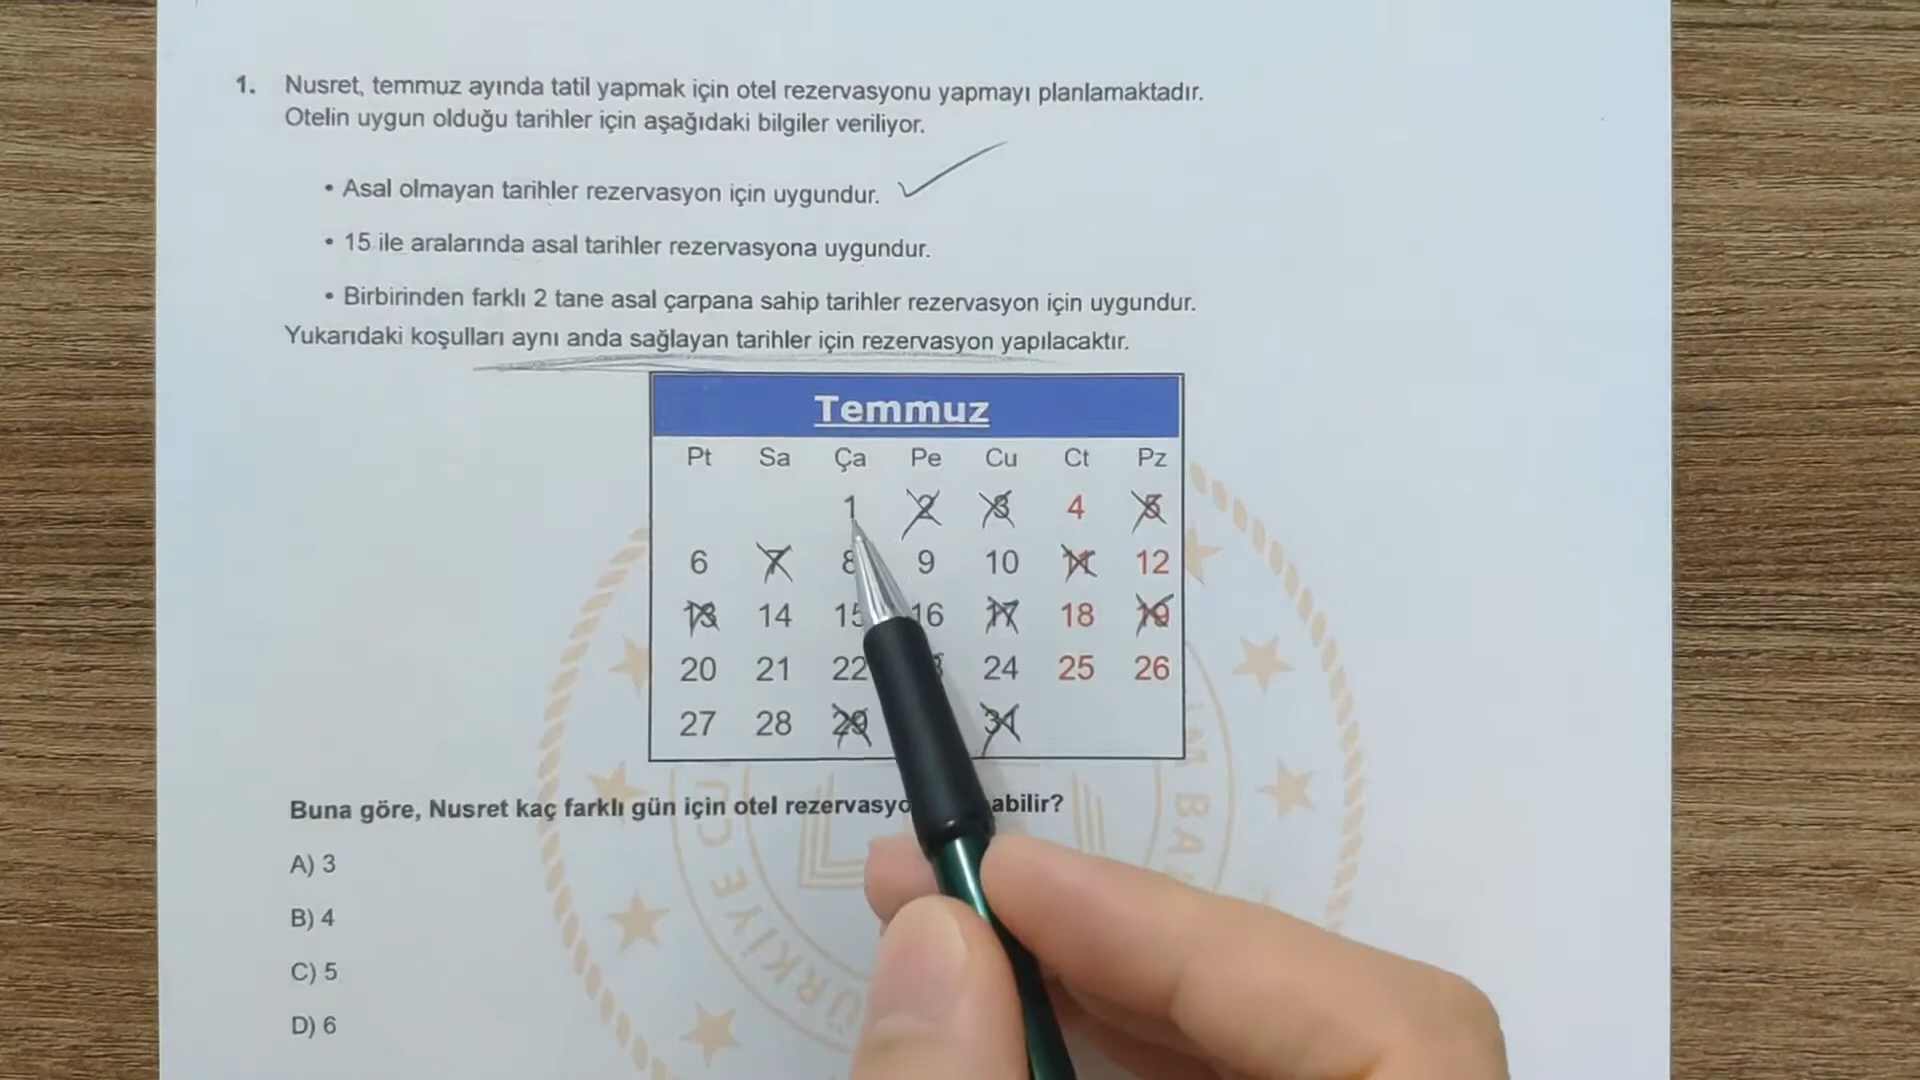 1. Nusret, temmuz ayında tatil yapmak için otel rezervasyonu yapmayı planlamaktadır.
Otelin uygun olduğu tarihler için aşağıdaki bilgiler veriliyor.
• Asal olmayan tarihler rezervasyon için uygundur.
• 15 ile aralarında asal tarihler rezervasyona uygundur.
• Birbirinden farklı 2 tane asal çarpana sahip tarihler rezervasyon için uygundur.
Yukarıdaki koşulları aynı anda sağlayan tarihler için rezervasyon yapılacaktır.
Temmuz
Pt Sa Ça Pe Cu Ct Pz
1 2 3 4 5
6 7 8 9 10 11 12
13 14 15 16 17 18 19
20 21 22 24 25 26
27 28 29 31
Buna göre, Nusret kaç farklı gün için otel
A) 3
B) 4
C) 5
D) 6